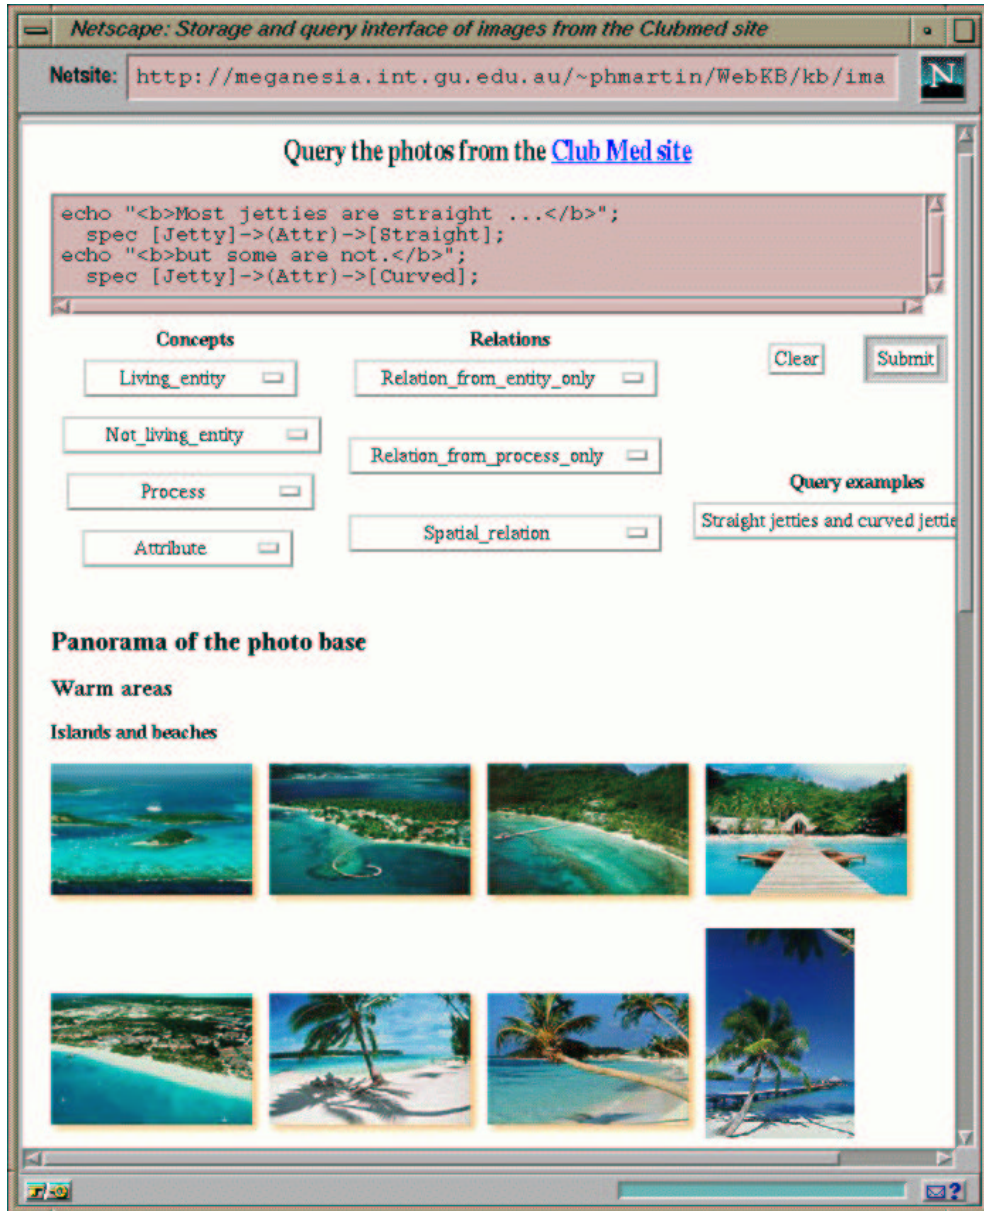 Netscape: Storage and query interface of images from the Clubmed site
Netsite: http://meganesia.int.gu.edu.au/~phmartin/WebKB/kb/ima
N
Query the photos from the Club Med site
echo "<b>Most jetties are straight ...</b>";
spec [Jetty]->(Attr)->[Straight];
echo "<b>but some are not.</b>";
spec [Jetty]->(Attr)->[Curved];
Concepts Relations
Clear Submit
Living_entity Relation_from_entity_only
Not_living_entity
Relation_from_process_only
Process Query examples
Straight jetties and curved jettie
Attribute Spatial_relation
Panorama of the photo base
Warm areas
Islands and beaches
?